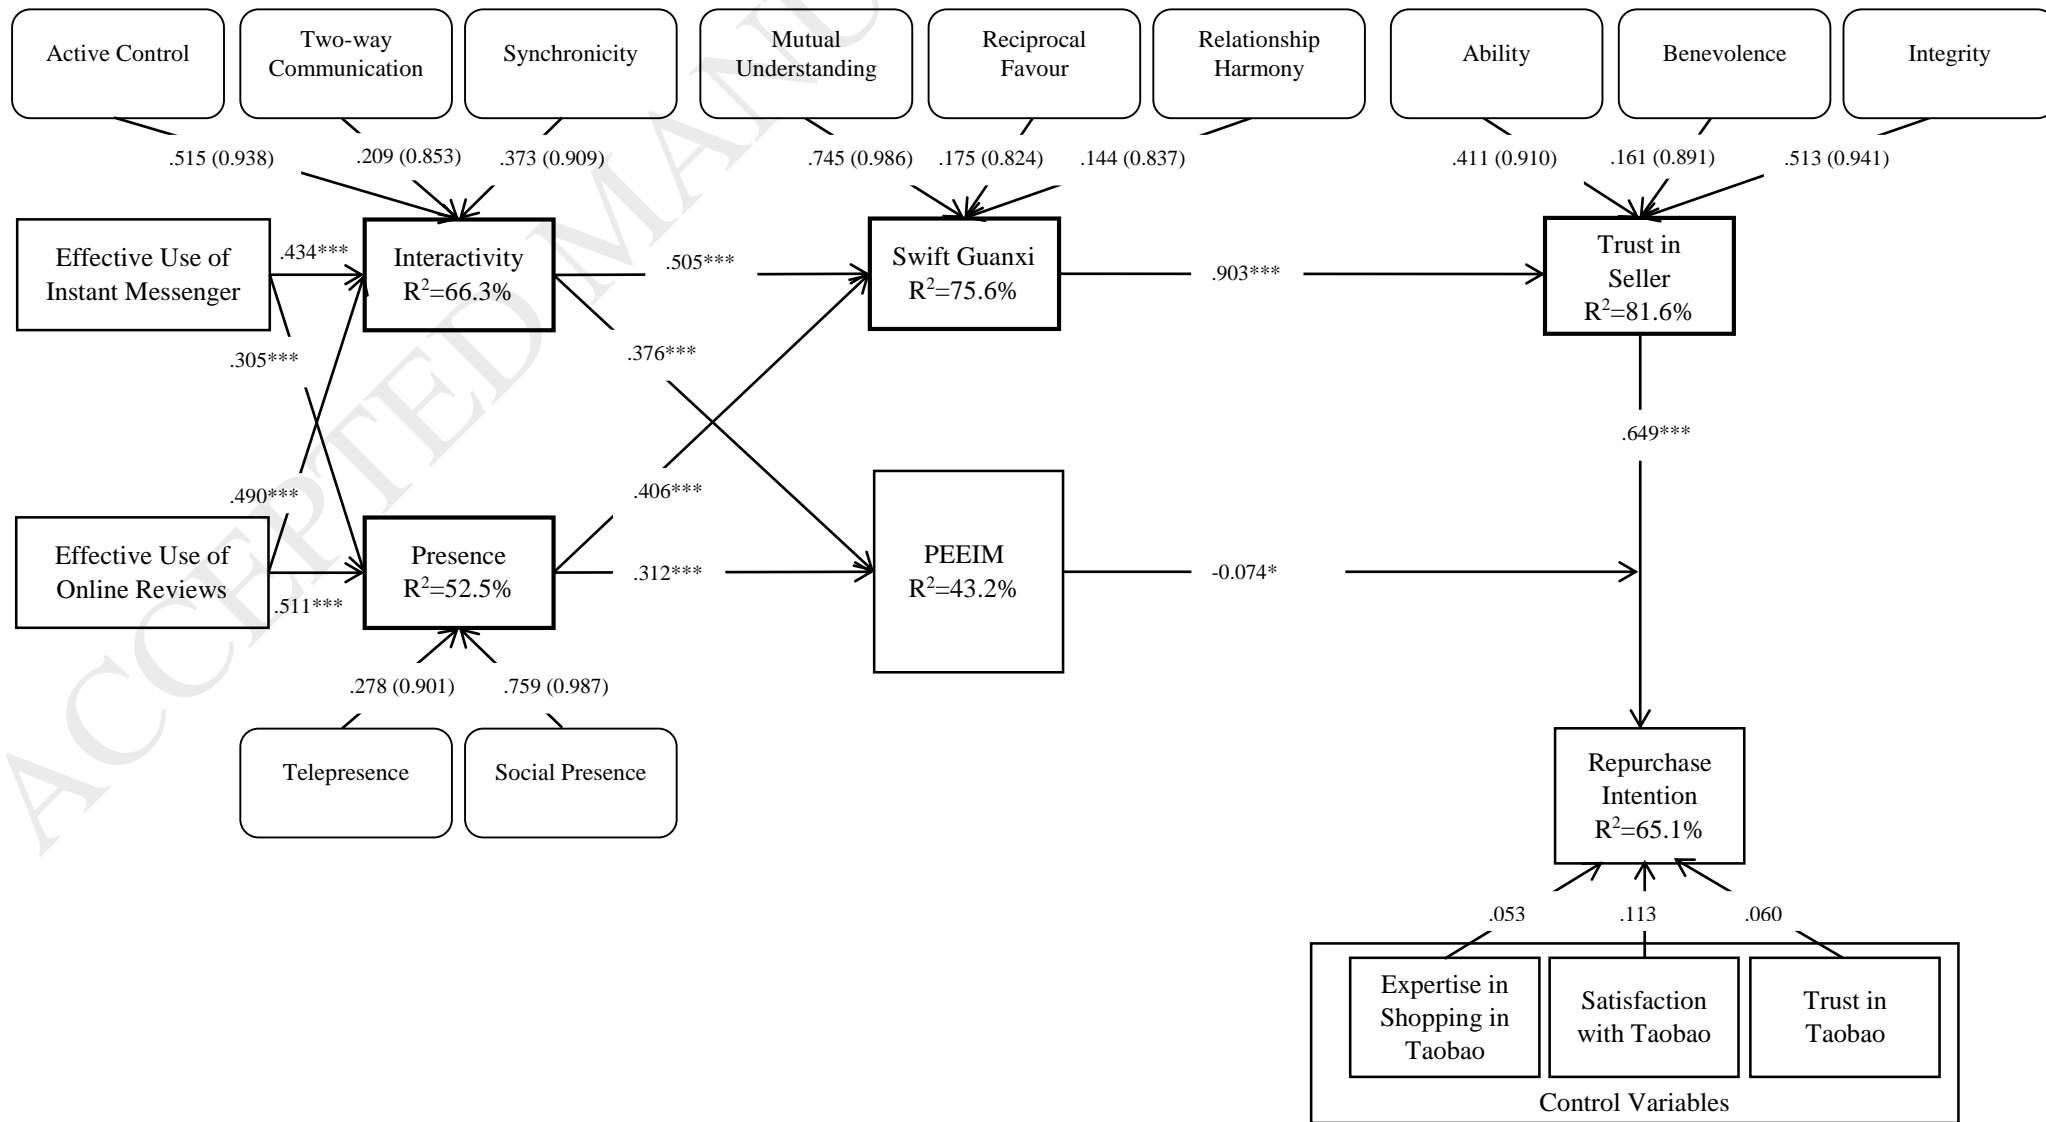 Active Control
Two-way
Communication
Synchronicity
Mutual
Understanding
Reciprocal
Favour
Relationship
Harmony
Ability
Benevolence
Integrity
.515 (0.938)
.209 (0.853)
.373 (0.909)
.745 (0.986)
.175 (0.824)
.144 (0.837)
.411 (0.910)
.161 (0.891)
.513 (0.941)
Effective Use of
Instant Messenger
.434***
Interactivity
R²=66.3%
.505***
Swift Guanxi
R²=75.6%
.903***
Trust in
Seller
R²=81.6%
.305***
.376***
.649***
.490***
.406***
Effective Use of
Online Reviews
.511***
Presence
R²=52.5%
.312***
PEEIM
R²=43.2%
-0.074*
.278 (0.901)
.759 (0.987)
Telepresence
Social Presence
Repurchase
Intention
R²=65.1%
.053
.113
.060
Expertise in
Shopping in
Taobao
Satisfaction
with Taobao
Trust in
Taobao
Control Variables
ACCEPTED MANU